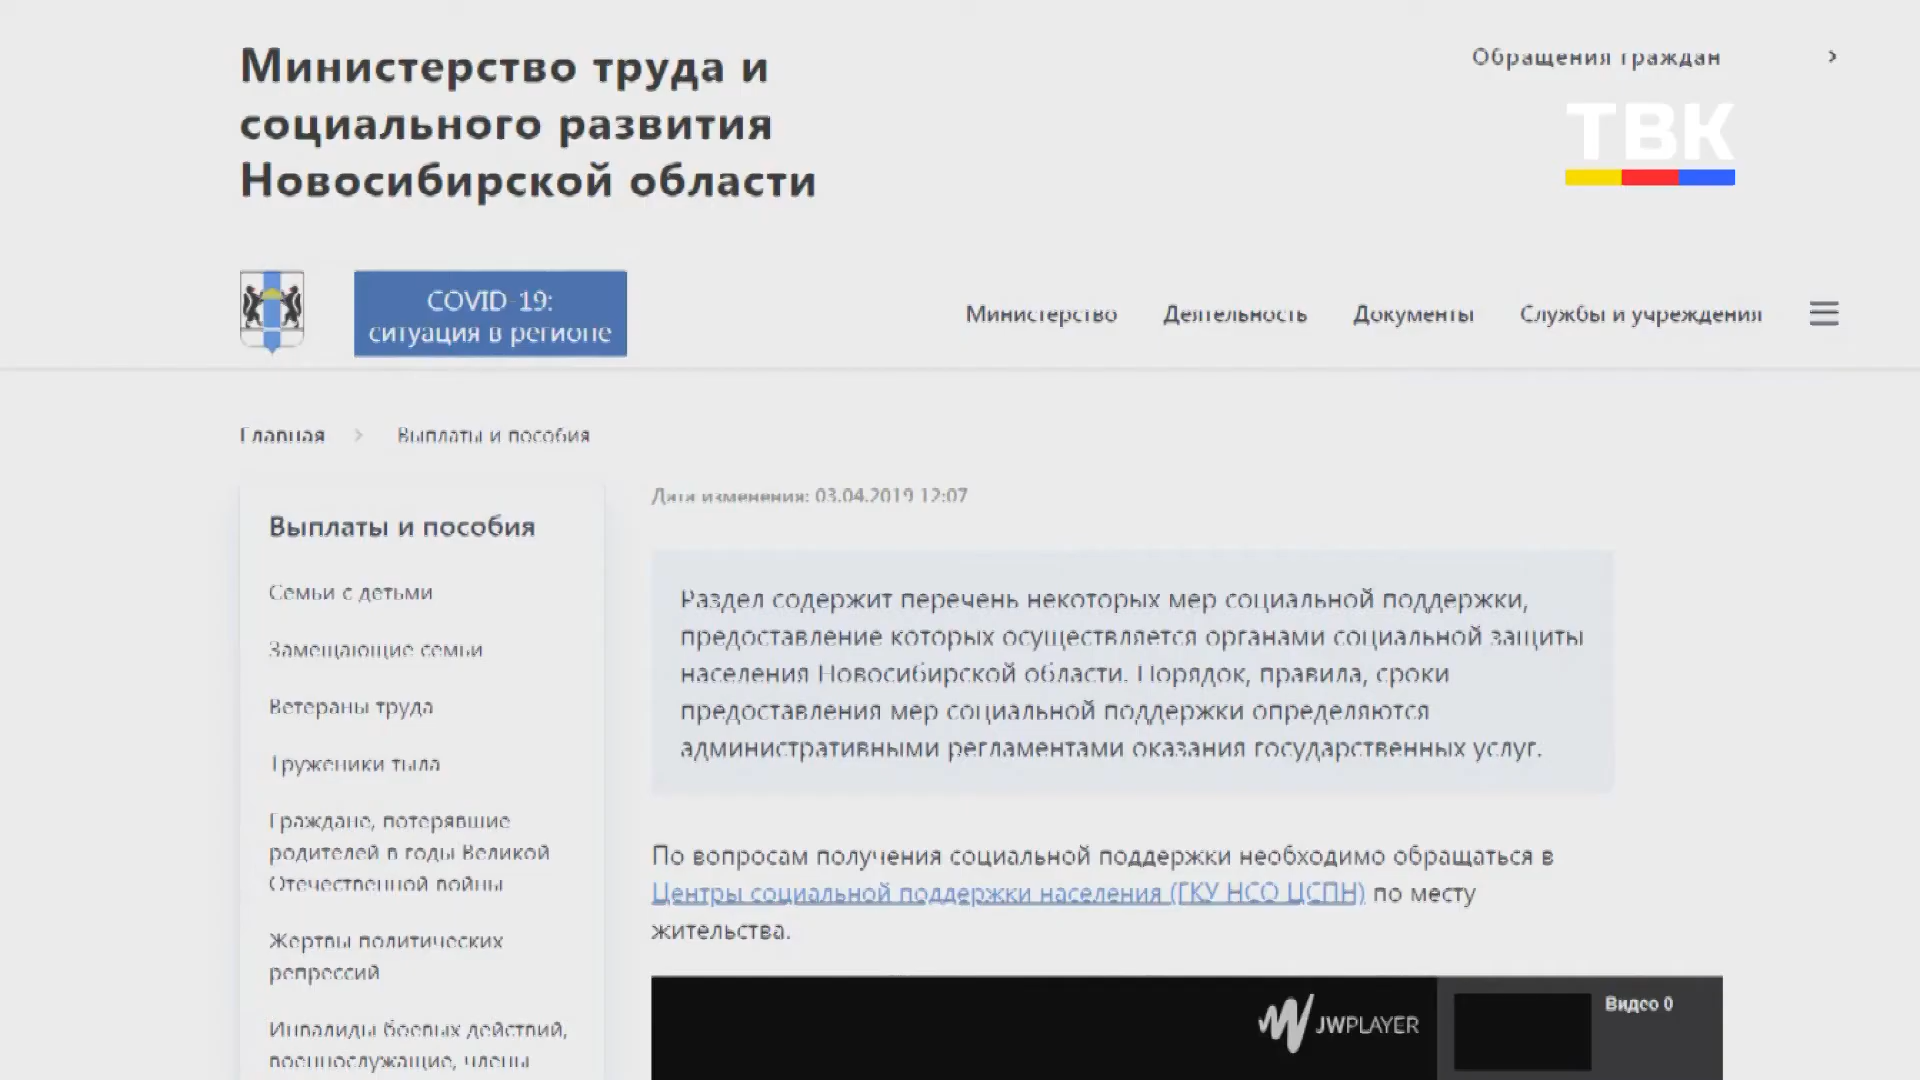 Министерство труда и
социального развития
Новосибирской области
Обращения граждан
ТВК
COVID-19:
ситуация в регионе
Министерство
Деятельность
Документы
Службы и учреждения
Главная
Выплаты и пособия
Выплаты и пособия
Семьи с детьми
Замещающие семьи
Ветераны труда
Труженики тыла
Граждане, потерявшие
родителей в годы Великой
Отечественной войны
Жертвы политических
репрессий
Инвалиды боевых действий,
военнослужащие, члены
Дата изменения: 03.04.2019 12:07
Раздел содержит перечень некоторых мер социальной поддержки,
предоставление которых осуществляется органами социальной защиты
населения Новосибирской области. Порядок, правила, сроки
предоставления мер социальной поддержки определяются
административными регламентами оказания государственных услуг.
По вопросам получения социальной поддержки необходимо обращаться в
Центры социальной поддержки населения (ГКУ НСО ЦСПН) по месту
жительства.
JWPLAYER
Видео 0